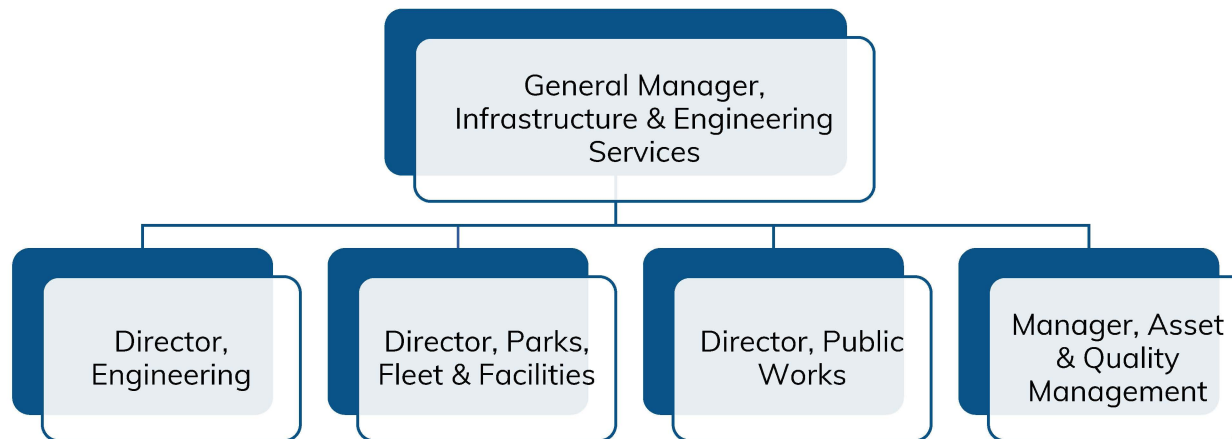 General Manager,
Infrastructure & Engineering
Services
Director,
Engineering
Director, Parks,
Fleet & Facilities
Director, Public
Works
Manager, Asset
& Quality
Management